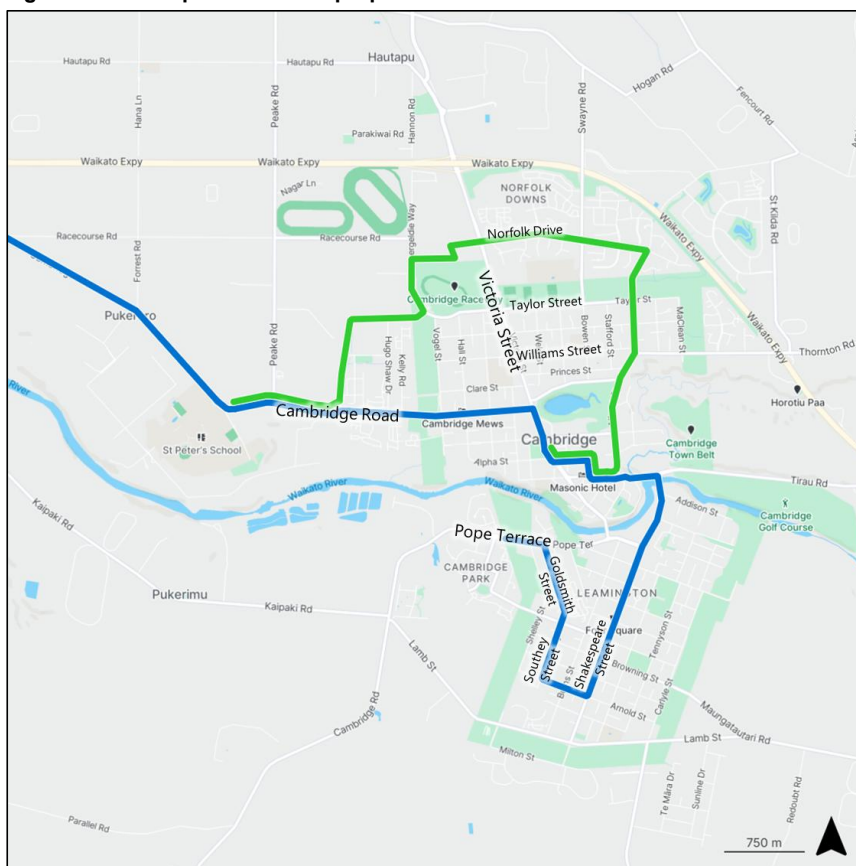 Hautapu Rd
Hautapu Rd
Hautapu
Hogan Rd
Fencourt Rd
Hana Ln
Peake Rd
Hannon Rd
Swayne Rd
Parakiwai Rd
Waikato Expy
Waikato Expy
Waikato Expy
Nagar Ln
NORFOLK
DOWNS
St Kilda Rd
Waikato Expy
Racecourse Rd
Racecourse Rd
Norfolk Drive
Forrest Rd
Victoria Street
Taylor Street
Taylor St
MacLean St
Waikato Expy
Peake Rd
Hugo Shaw Dr
Kelly Rd
Vogel St
Hall St
Bowen
Stafford St
Williams Street
Thornton Rd
Princes St
Clare St
Horotiu Paa
Cambridge Road
Cambridge Mews
Cambridge
St Peter's School
Cambridge
Town Belt
Alpha St
River
Waikato River
Waikato River
Masonic Hotel
Tirau Rd
Addison St
Cambridge
Golf Course
Kaipaki Rd
Pope Terrace
Pope Ter
Goldsmith
Street
CAMBRIDGE
PARK
LEAMINGTON
Pukerimu
Kaipaki Rd
Shelley St
Tennyson St
Lamb St
Southey
Street
Shakespeare
Street
Browning St
Carlyle St
Arnold St
Maungatautari Rd
Cambridge Rd
Lamb St
Milton St
Te Māra Dr
Sunline Dr
Redoubt Rd
Parallel Rd
750 m